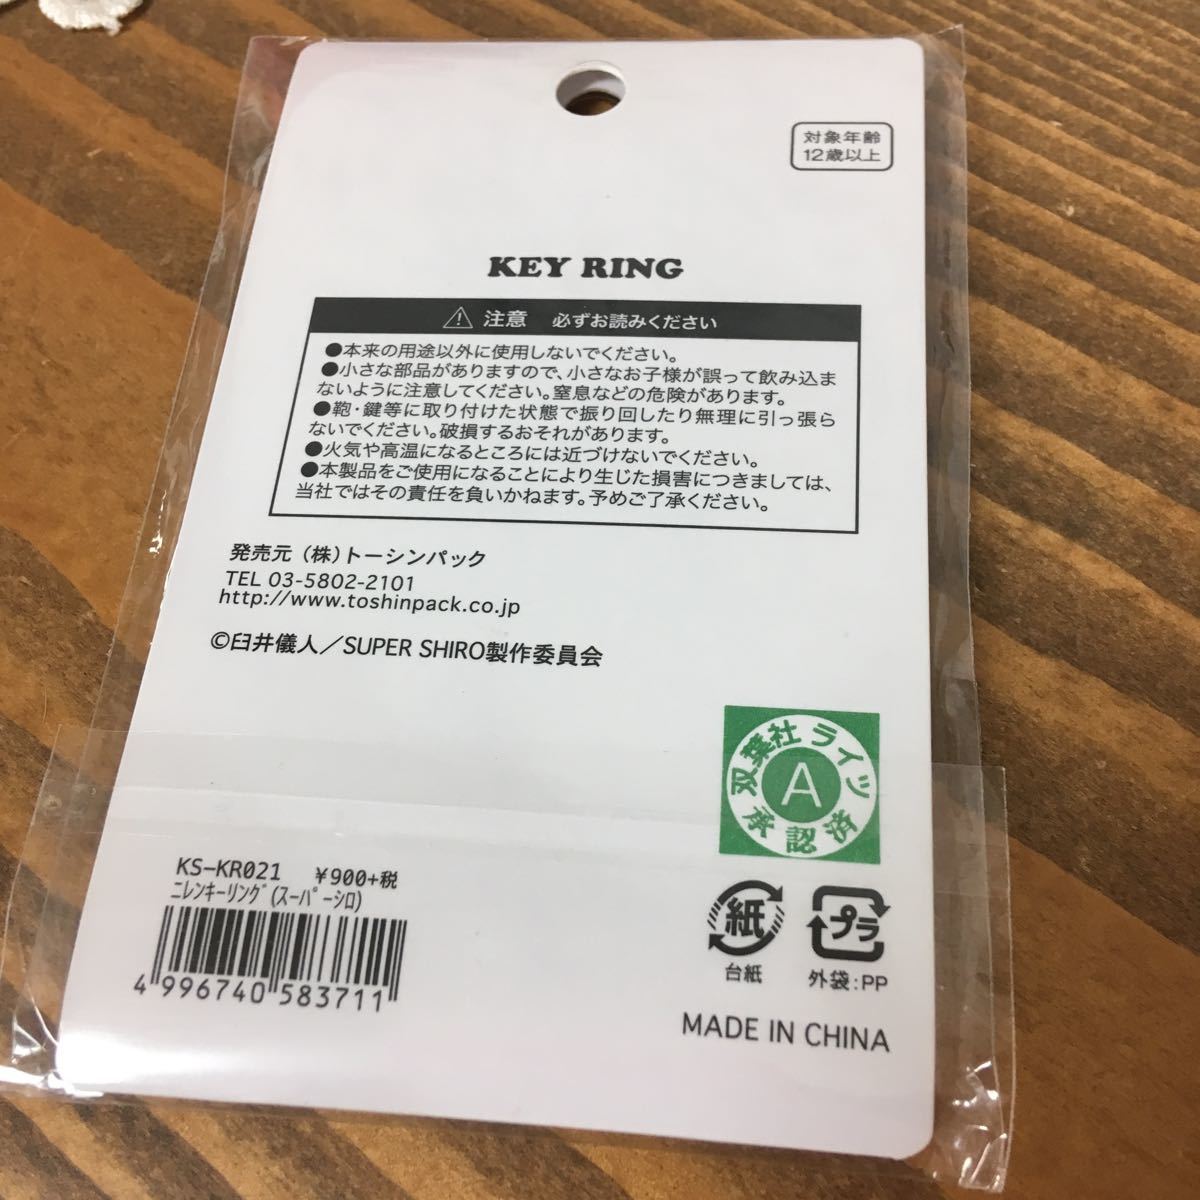 対象年齢
12歳以上
KEY RING
注意 必ずお読みください
●本来の用途以外に使用しないでください。
●小さな部品がありますので、小さなお子様が誤って飲み込ま
ないように注意してください。窒息などの危険があります。
●鞄・鍵等に取り付けた状態で振り回したり無理に引っ張ら
ないでください。破損するおそれがあります。
●火気や高温になるところには近づけないでください。
●本製品をご使用になることにより生じた損害につきましては、
当社ではその責任を負いかねます。予めご了承ください。
発売元 (株)トーシンパック
TEL 03-5802-2101
http://www.toshinpack.co.jp
©臼井儀人／SUPER SHIRO製作委員会
双葉社 ライツ
A
承認済
KS-KR021 ¥900+税
ﾆﾚﾝｷｰﾘﾝｸﾞ(ｽｰﾊﾟｰｼﾛ)
4 996740 583711
紙
台紙
プラ
外袋:PP
MADE IN CHINA